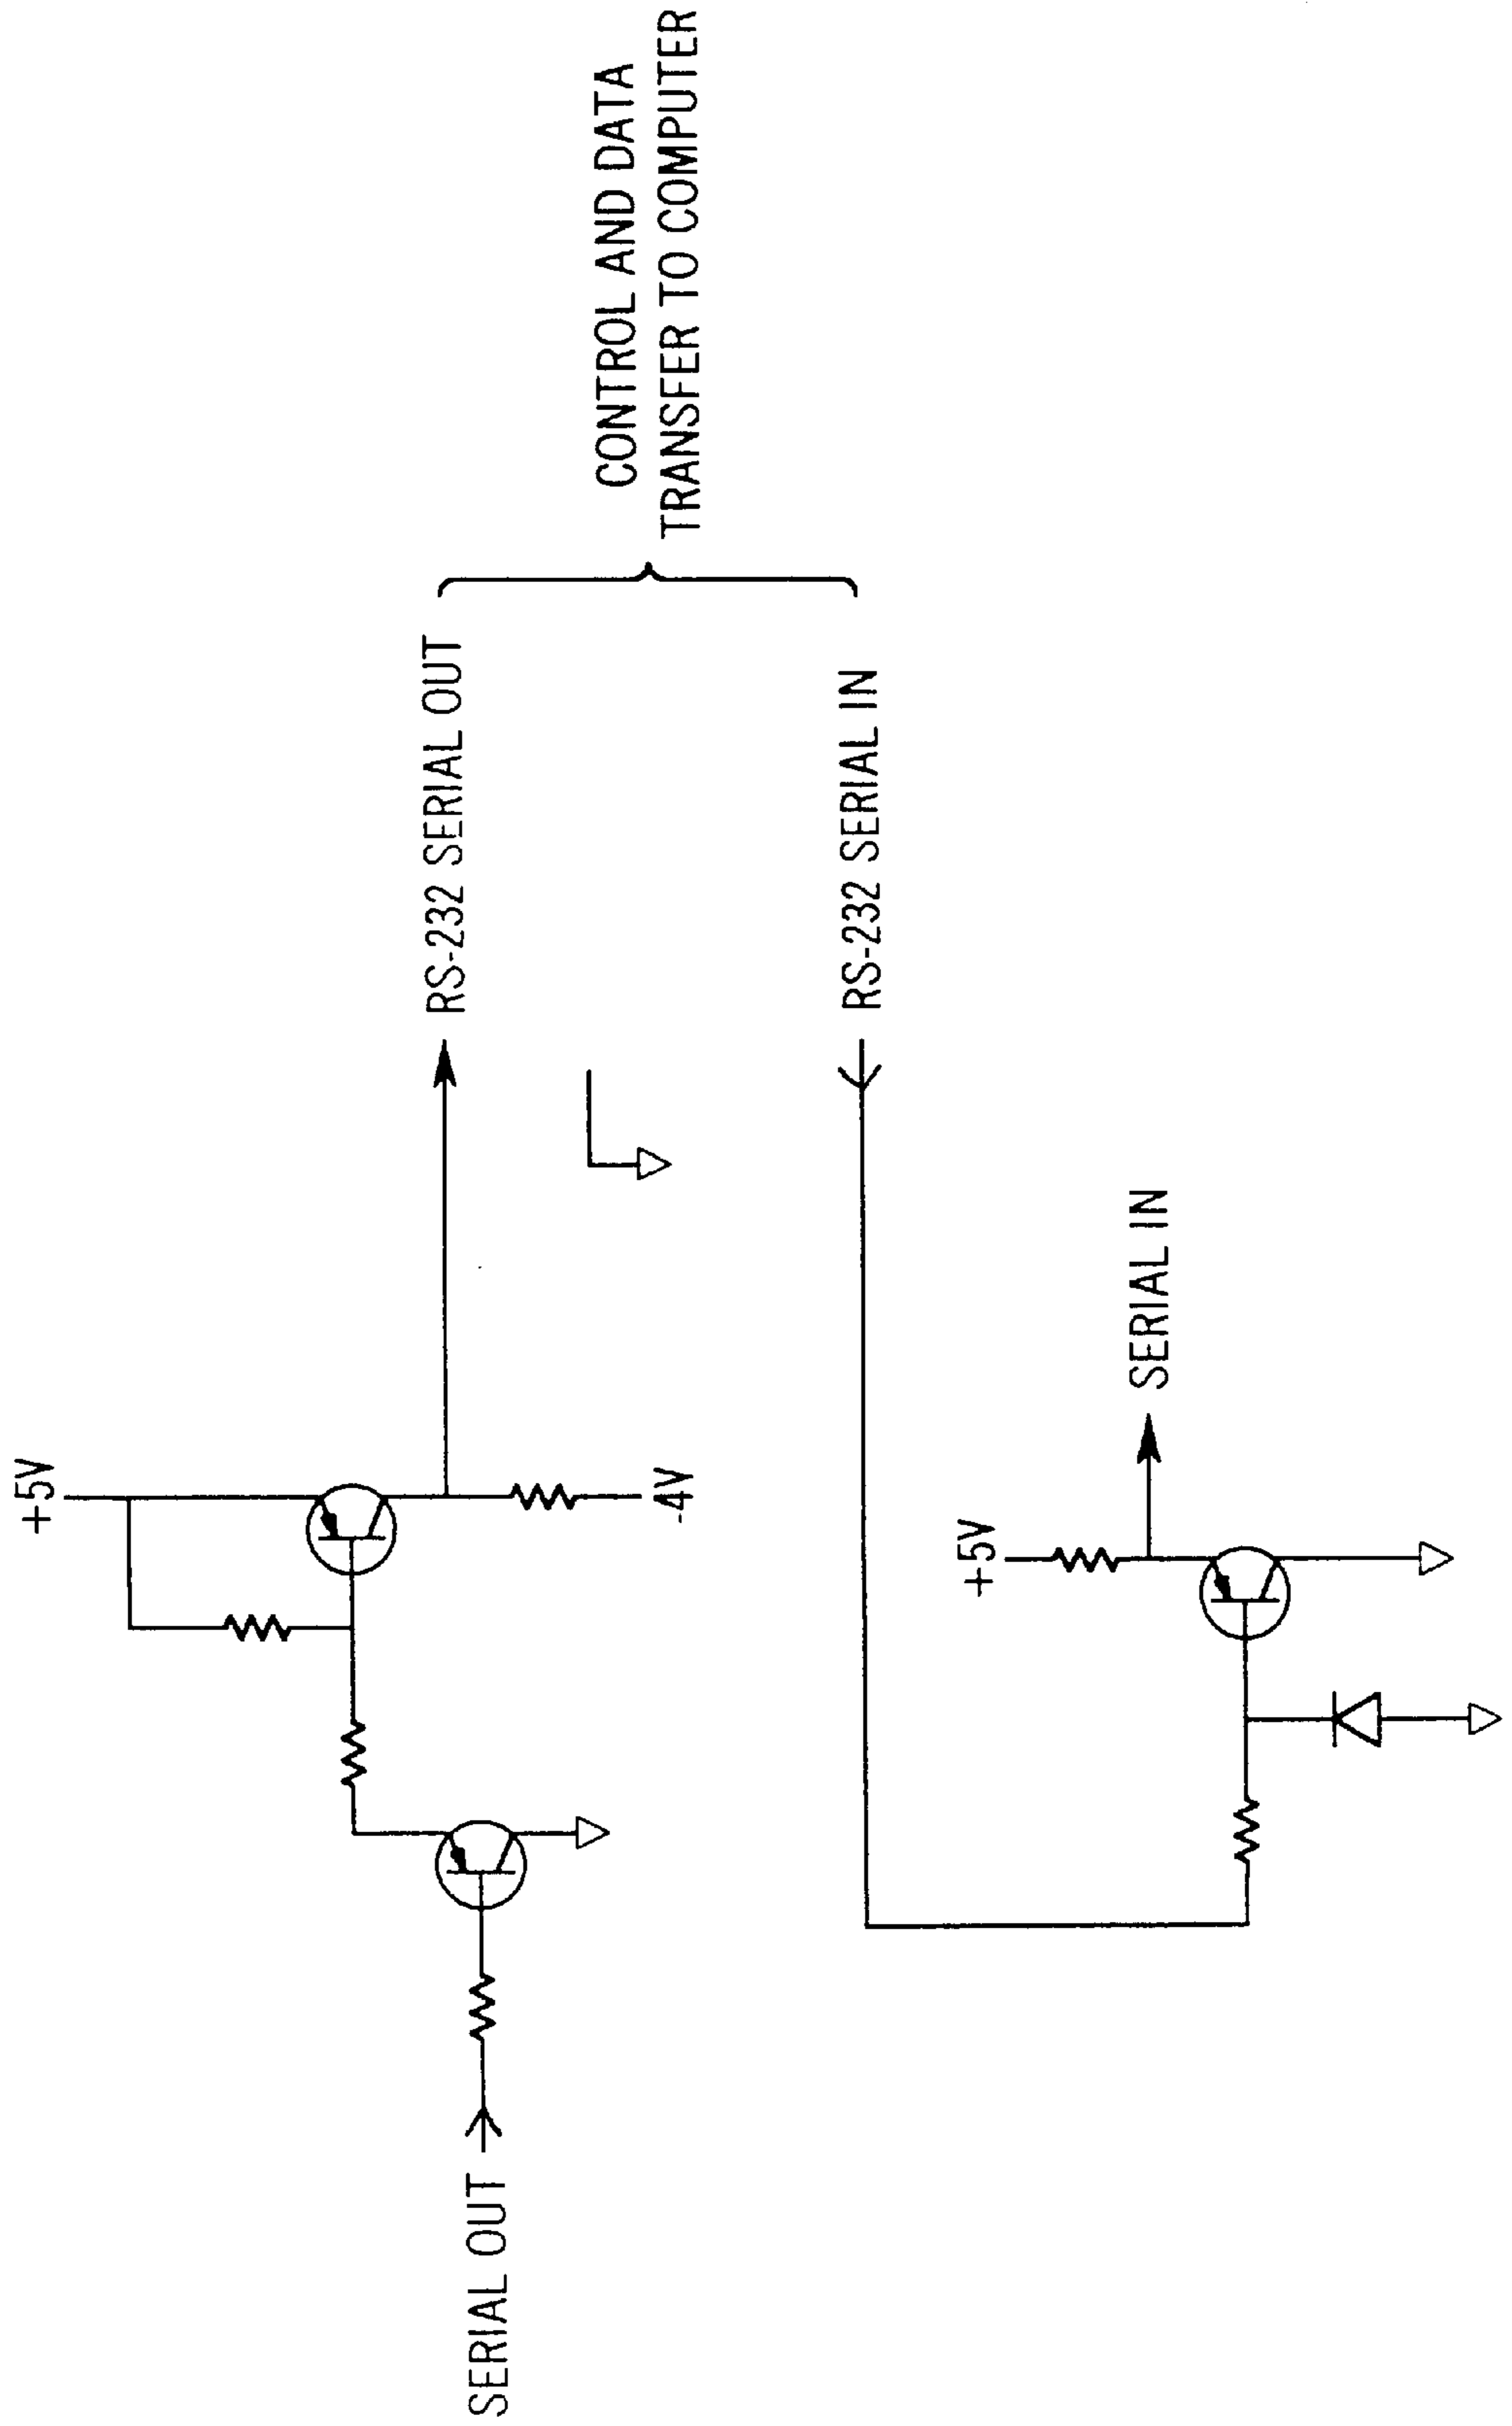 +5V
SERIAL OUT
-4V
RS-232 SERIAL OUT
CONTROL AND DATA
TRANSFER TO COMPUTER
RS-232 SERIAL IN
+5V
SERIAL IN